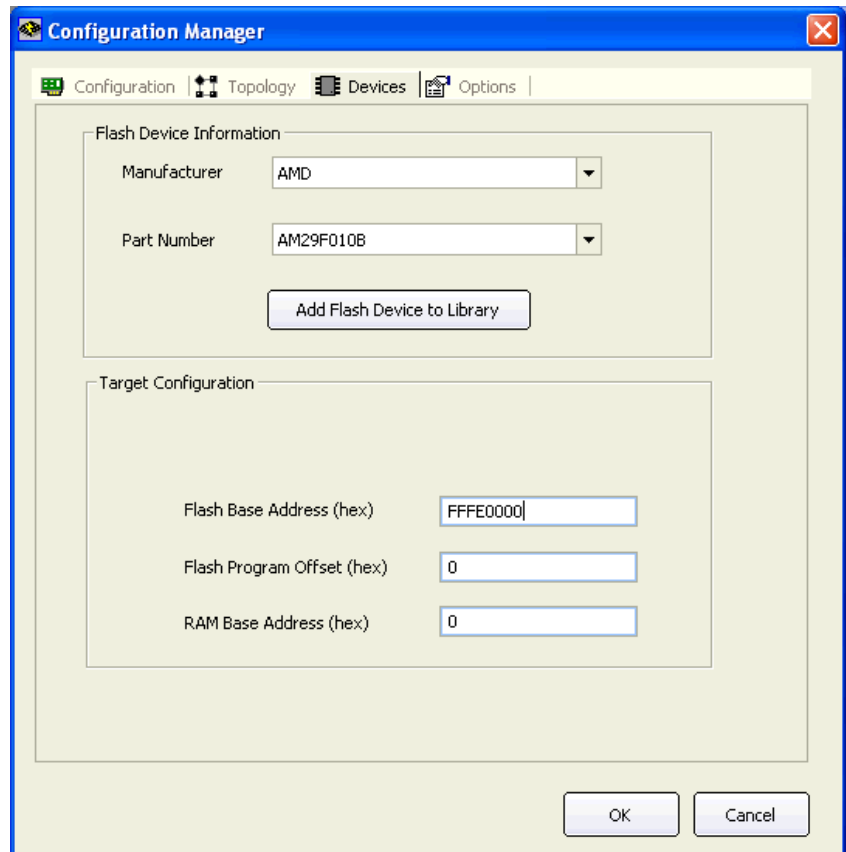 Configuration Manager
Configuration Topology Devices Options
Flash Device Information
Manufacturer AMD
Part Number AM29F010B
Add Flash Device to Library
Target Configuration
Flash Base Address (hex) FFFE0000
Flash Program Offset (hex) 0
RAM Base Address (hex) 0
OK Cancel